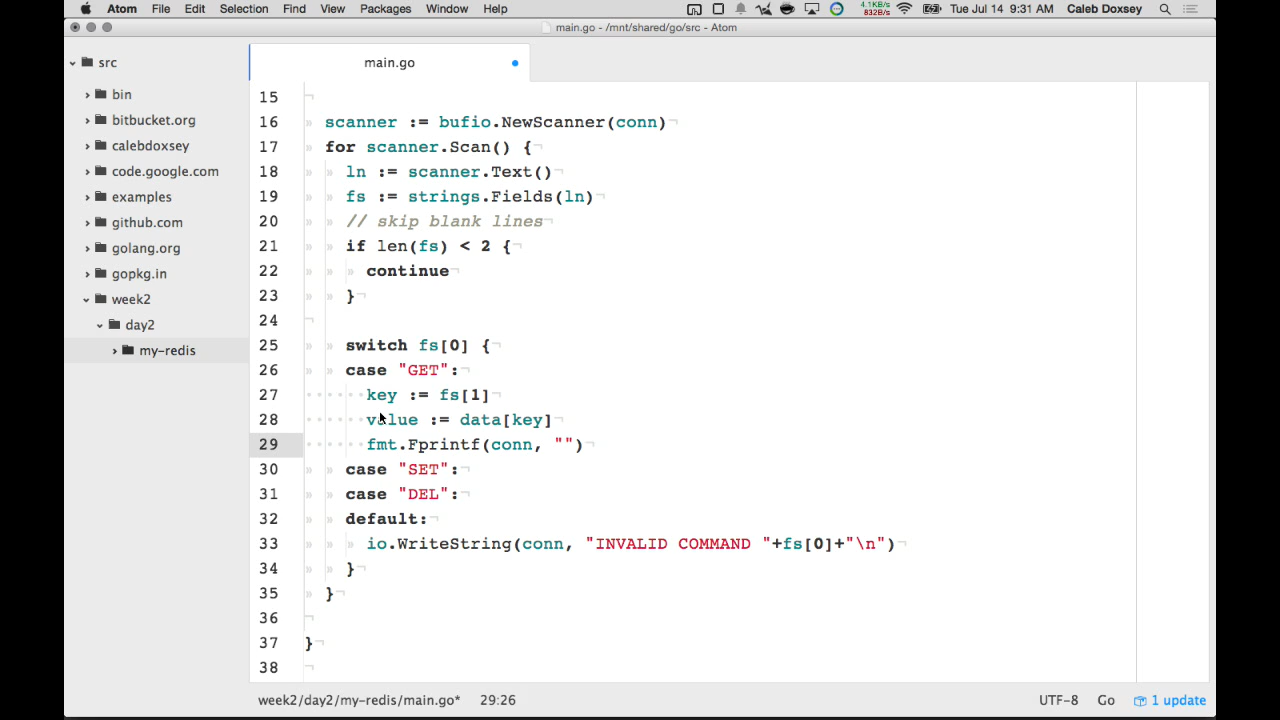 Atom File Edit Selection Find View Packages Window Help 4.1KB/s 832B/s Tue Jul 14 9:31 AM Caleb Doxsey
main.go - /mnt/shared/go/src - Atom
src
bin
bitbucket.org
calebdoxsey
code.google.com
examples
github.com
golang.org
gopkg.in
week2
day2
my-redis
main.go
15
16 scanner := bufio.NewScanner(conn)
17 for scanner.Scan() {
18 ln := scanner.Text()
19 fs := strings.Fields(ln)
20 // skip blank lines
21 if len(fs) < 2 {
22 continue
23 }
24
25 switch fs[0] {
26 case "GET":
27 key := fs[1]
28 value := data[key]
29 fmt.Fprintf(conn, "")
30 case "SET":
31 case "DEL":
32 default:
33 io.WriteString(conn, "INVALID COMMAND "+fs[0]+"\n")
34 }
35 }
36
37 }
38
week2/day2/my-redis/main.go* 29:26 UTF-8 Go 1 update